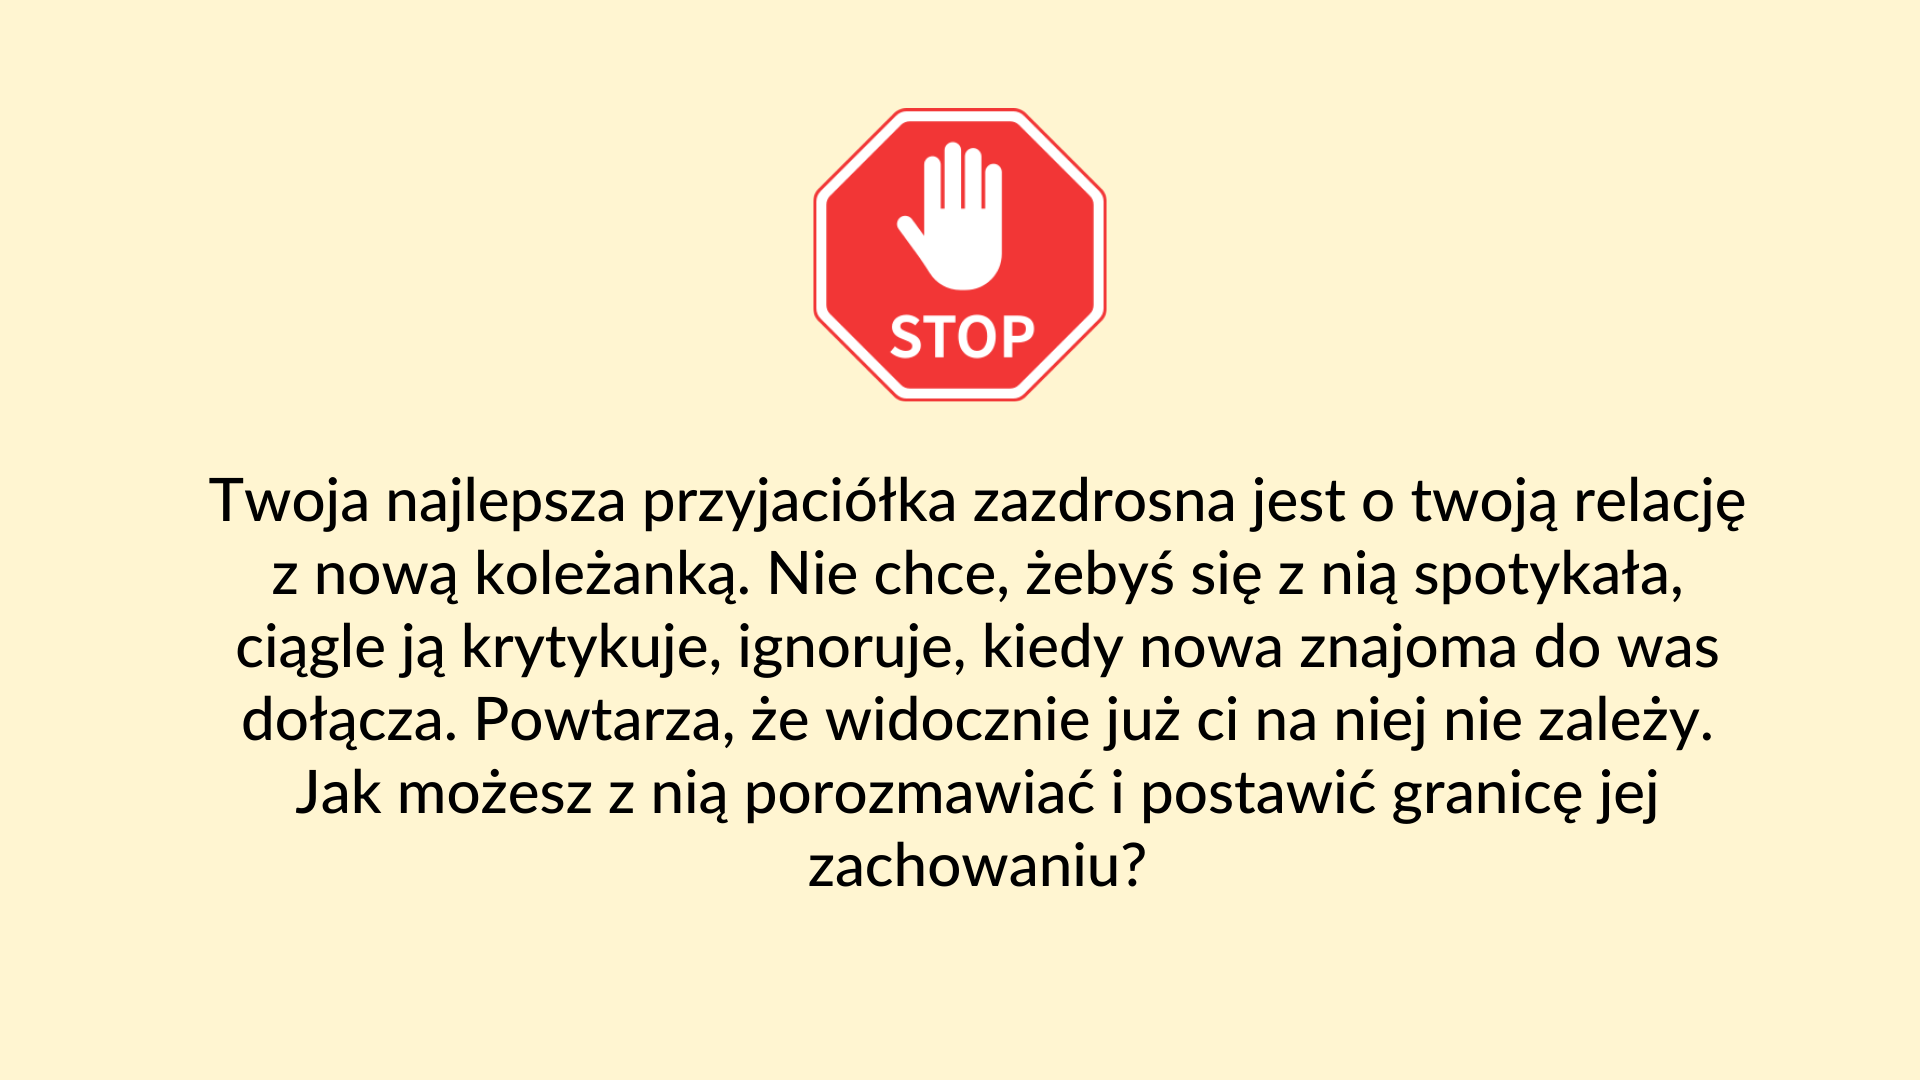 STOP
Twoja najlepsza przyjaciółka zazdrosna jest o twoją relację
z nową koleżanką. Nie chce, żebyś się z nią spotykała,
ciągle ją krytykuje, ignoruje, kiedy nowa znajoma do was
dołącza. Powtarza, że widocznie już ci na niej nie zależy.
Jak możesz z nią porozmawiać i postawić granicę jej
zachowaniu?